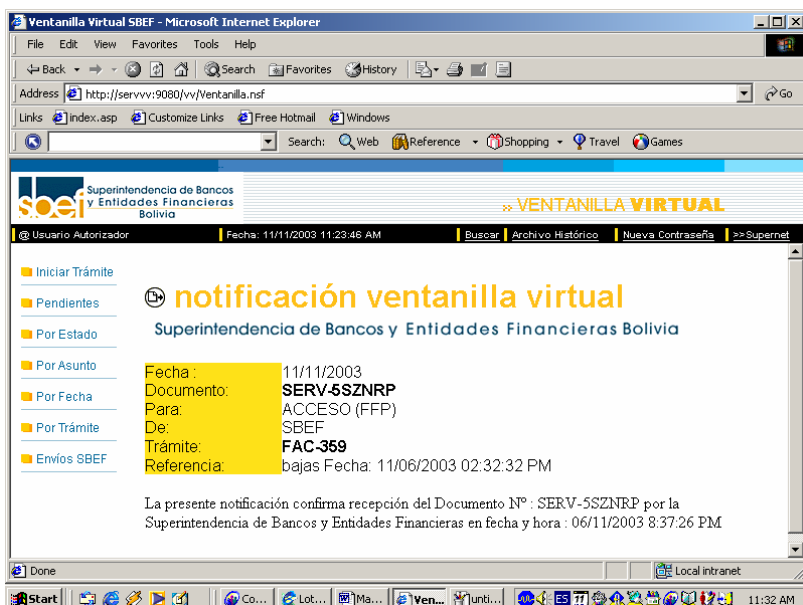 Ventanilla Virtual SBEF - Microsoft Internet Explorer
File Edit View Favorites Tools Help
Back Search Favorites History
Address http://servvv:9080/vv/Ventanilla.nsf Go
Links index.asp Customize Links Free Hotmail Windows
Search: Web Reference Shopping Travel Games
sbef Superintendencia de Bancos
y Entidades Financieras
Bolivia
» VENTANILLA VIRTUAL
@ Usuario Autorizador Fecha: 11/11/2003 11:23:46 AM Buscar Archivo Histórico Nueva Contraseña >>Supernet
Iniciar Trámite
Pendientes
Por Estado
Por Asunto
Por Fecha
Por Trámite
Envíos SBEF
notificación ventanilla virtual
Superintendencia de Bancos y Entidades Financieras Bolivia
Fecha : 11/11/2003
Documento: SERV-5SZNRP
Para: ACCESO (FFP)
De: SBEF
Trámite: FAC-359
Referencia: bajas Fecha: 11/06/2003 02:32:32 PM
La presente notificación confirma recepción del Documento Nº : SERV-5SZNRP por la
Superintendencia de Bancos y Entidades Financieras en fecha y hora : 06/11/2003 8:37:26 PM
Done Local intranet
Start Co... Lot... Ma... Ven... unti... ES 11:32 AM